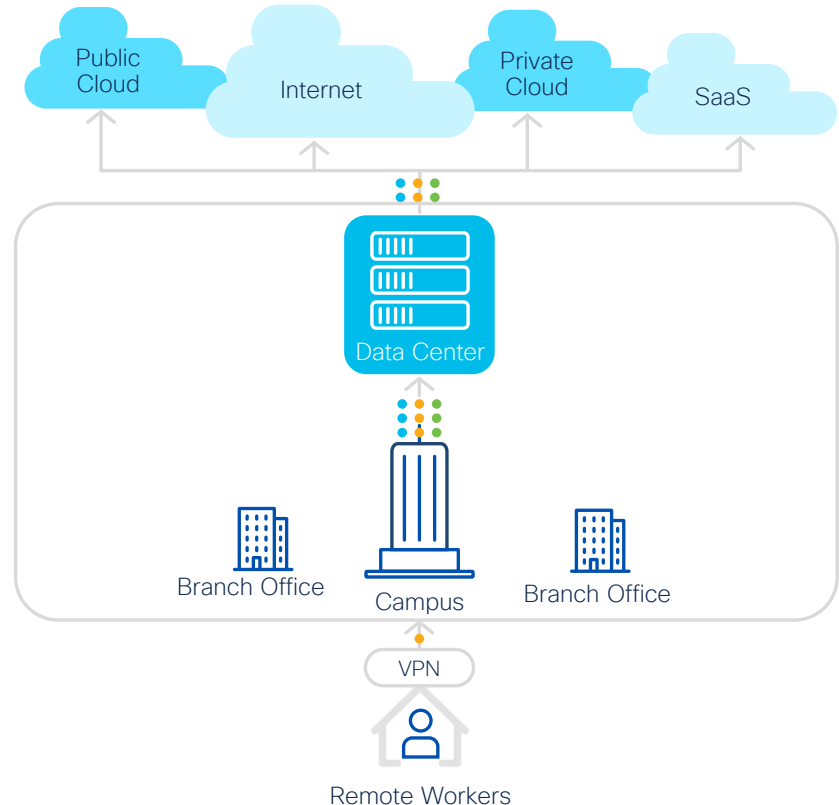 Public
Cloud
Internet
Private
Cloud
SaaS
Data Center
Branch Office
Campus
Branch Office
VPN
Remote Workers